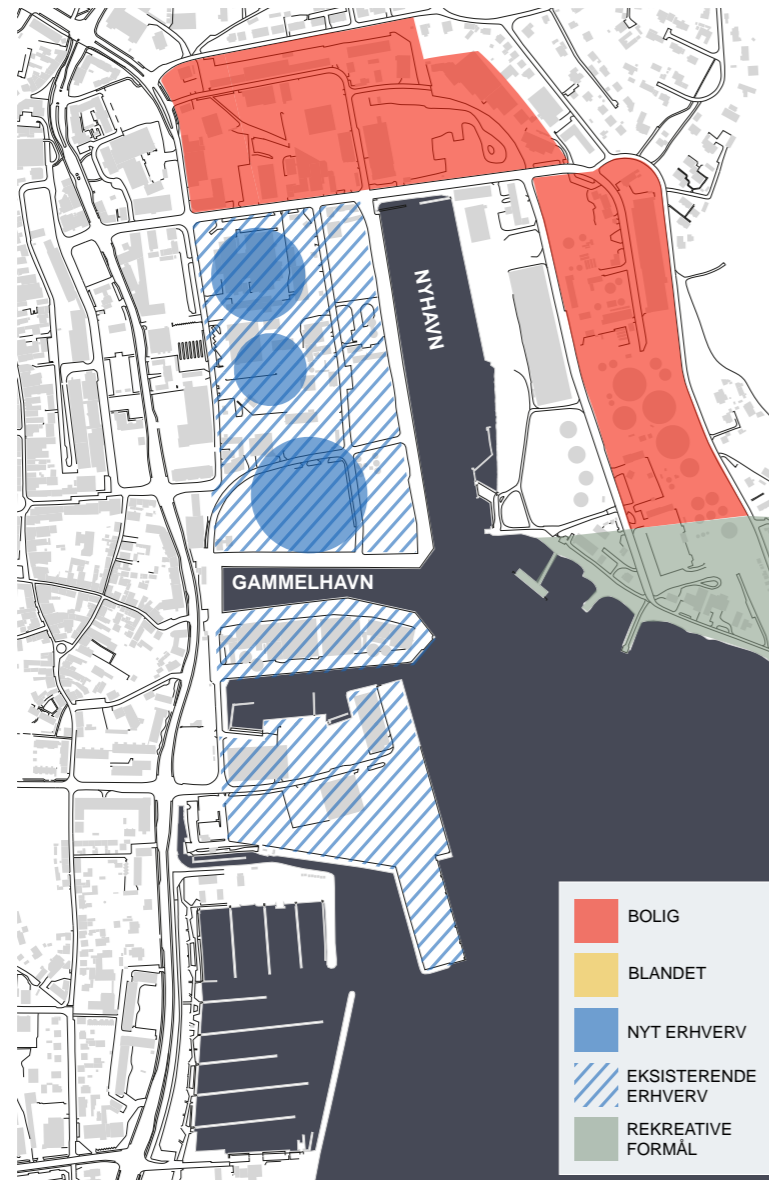 NYHAVN
GAMMELHAVN
BOLIG
BLANDET
NYT ERHVERV
EKSISTERENDE
ERHVERV
REKREATIVE
FORMÅL